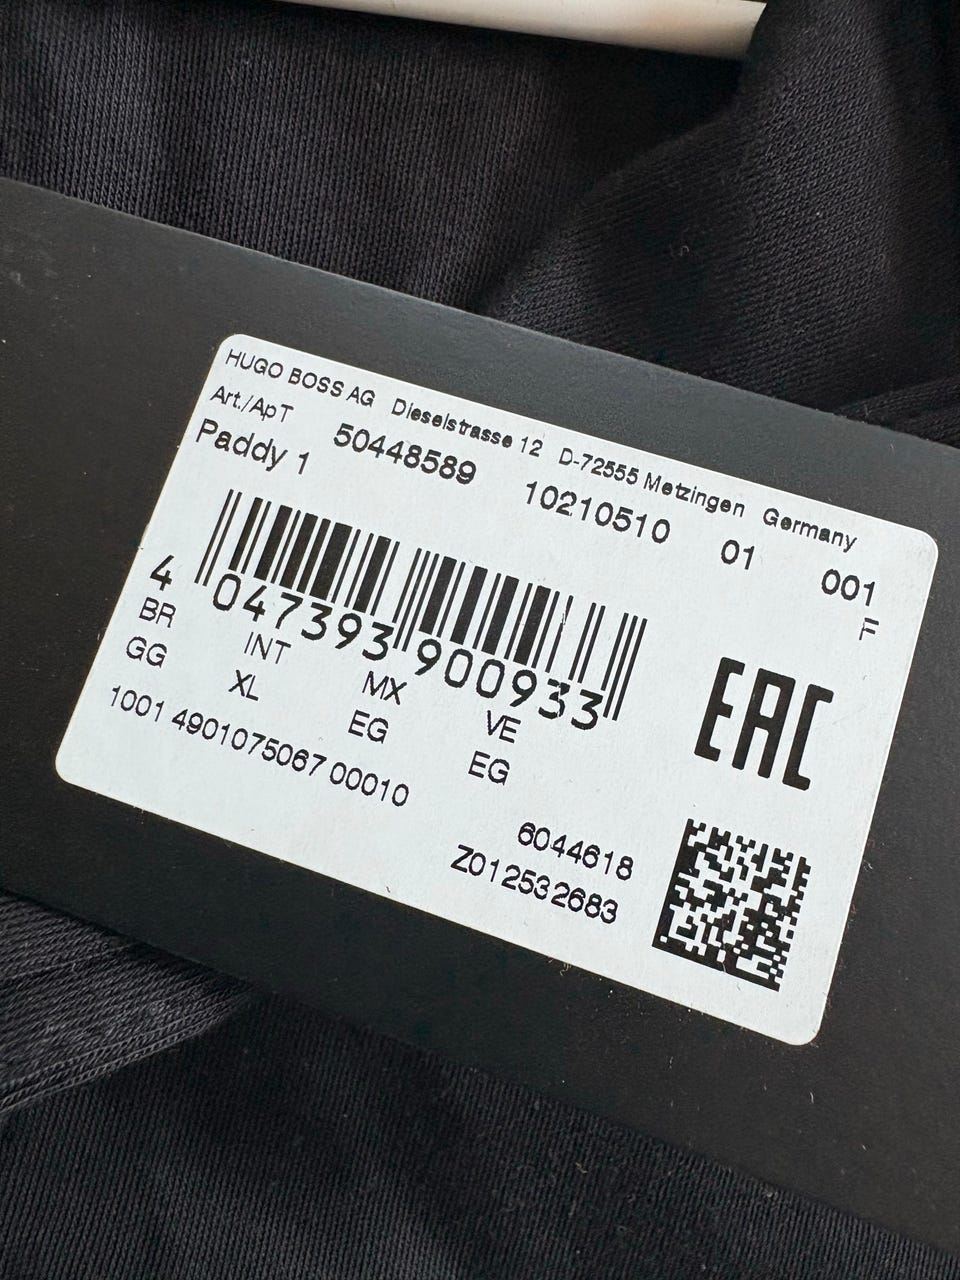 HUGO BOSS AG Dieselstrasse 12 D-72555 Metzingen Germany
Art./Арт 50448589 10210510 01 001
Paddy 1
F
4 047393 900933
BR INT MX VE
GG XL EG EG
EAC
1001 4901075067 00010
6044618
Z012532683